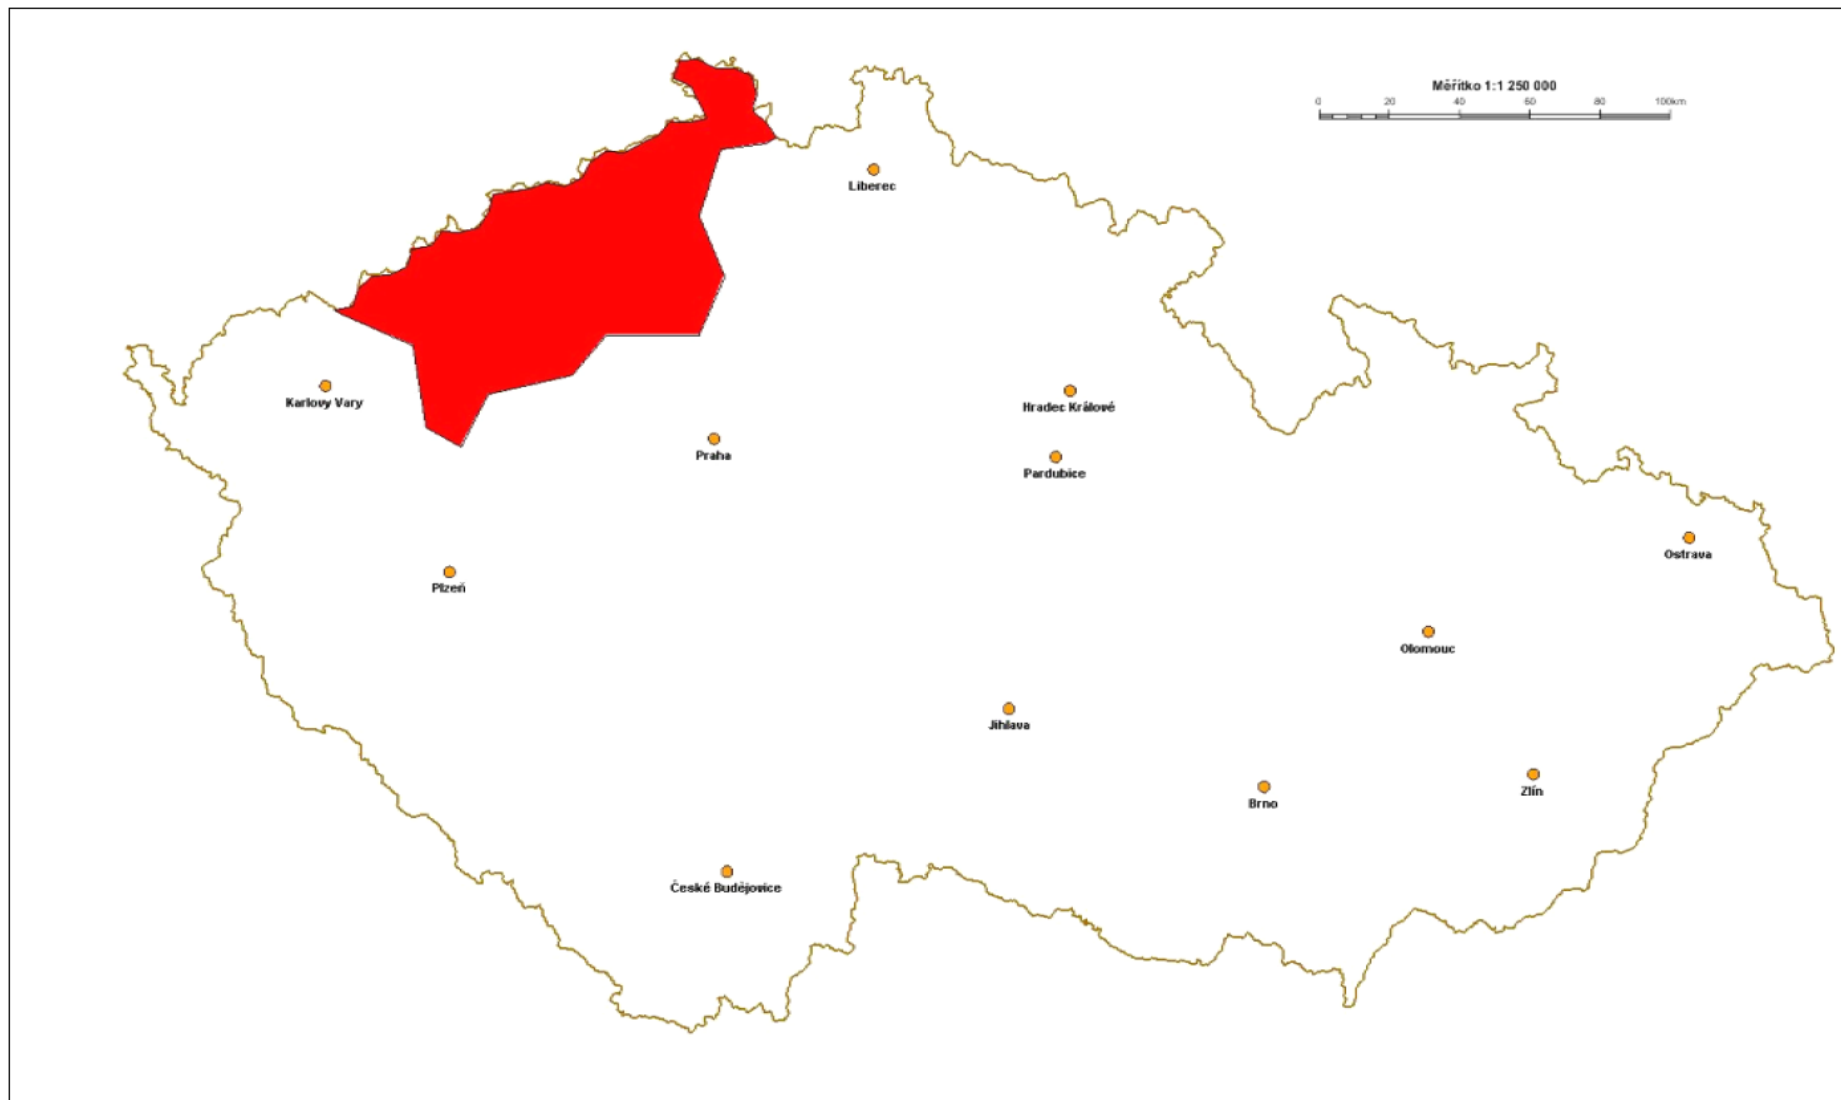 Měřítko 1:1 250 000
0 20 40 60 80 100km
Liberec
Karlovy Vary
Hradec Králové
Praha
Pardubice
Ostrava
Plzeň
Olomouc
Jihlava
Zlín
Brno
České Budějovice